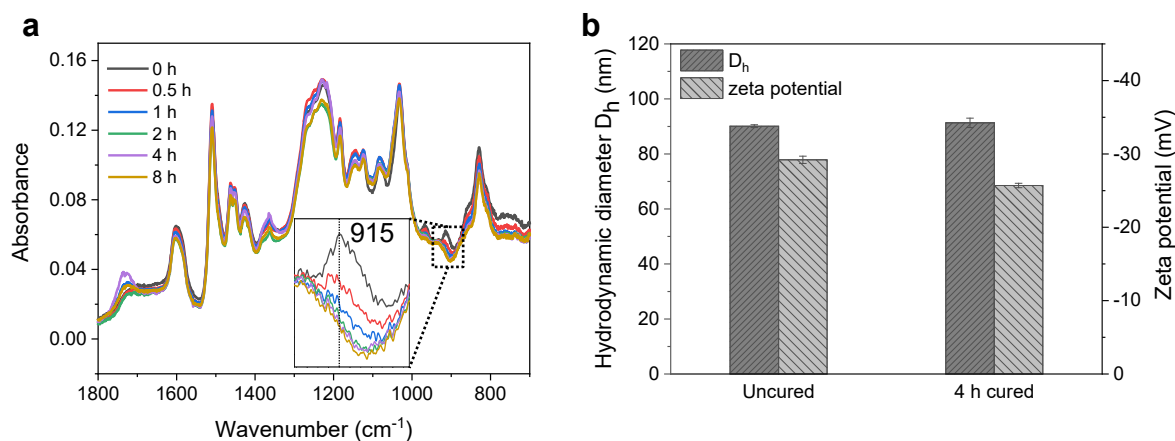 a
0.16
0.12
0.08
0.04
0.00
Absorbance
0 h
0.5 h
1 h
2 h
4 h
8 h
915
1800
1600
1400
1200
1000
800
Wavenumber (cm⁻¹)
b
120
100
80
60
40
20
0
Hydrodynamic diameter Dₕ (nm)
Dₕ
zeta potential
-40
-30
-20
-10
0
Zeta potential (mV)
Uncured
4 h cured